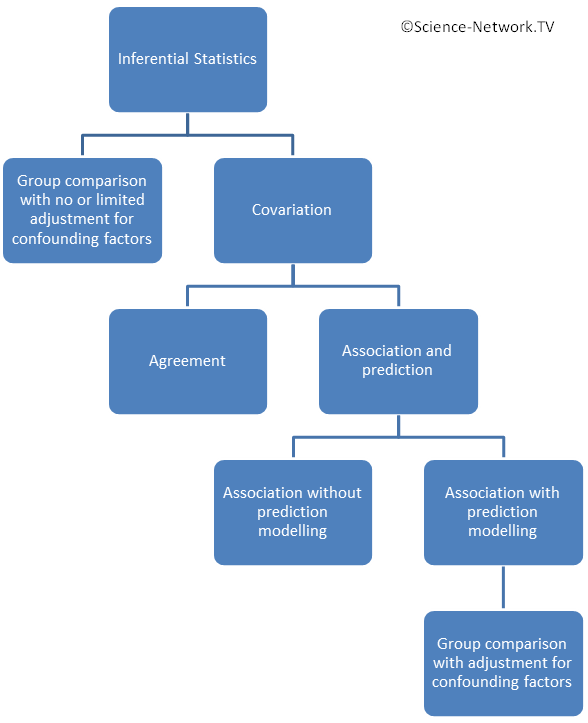 ©Science-Network.TV
Inferential Statistics
Group comparison
with no or limited
adjustment for
confounding factors
Covariation
Agreement
Association and
prediction
Association without
prediction
modelling
Association with
prediction
modelling
Group comparison
with adjustment for
confounding factors